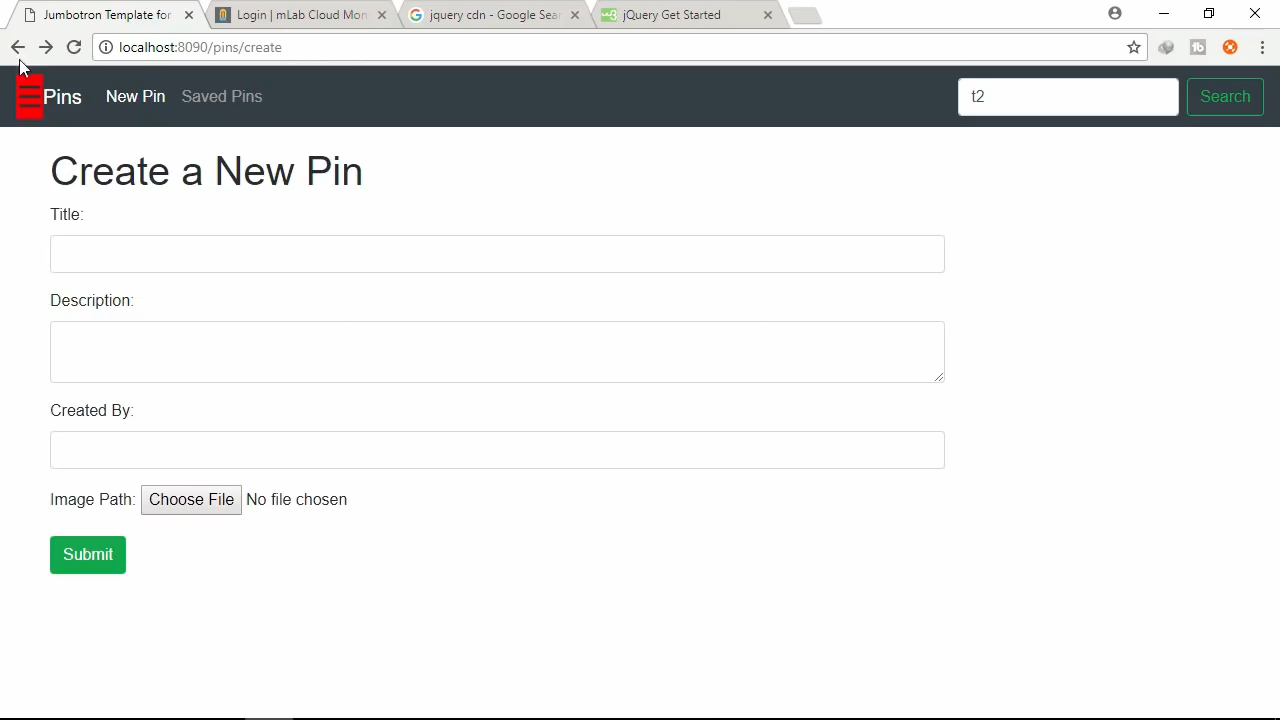 Jumbotron Template for
Login | mLab Cloud Mon
jquery cdn - Google Sear
jQuery Get Started
localhost:8090/pins/create
Pins New Pin Saved Pins t2 Search
Create a New Pin
Title:
Description:
Created By:
Image Path: Choose File No file chosen
Submit